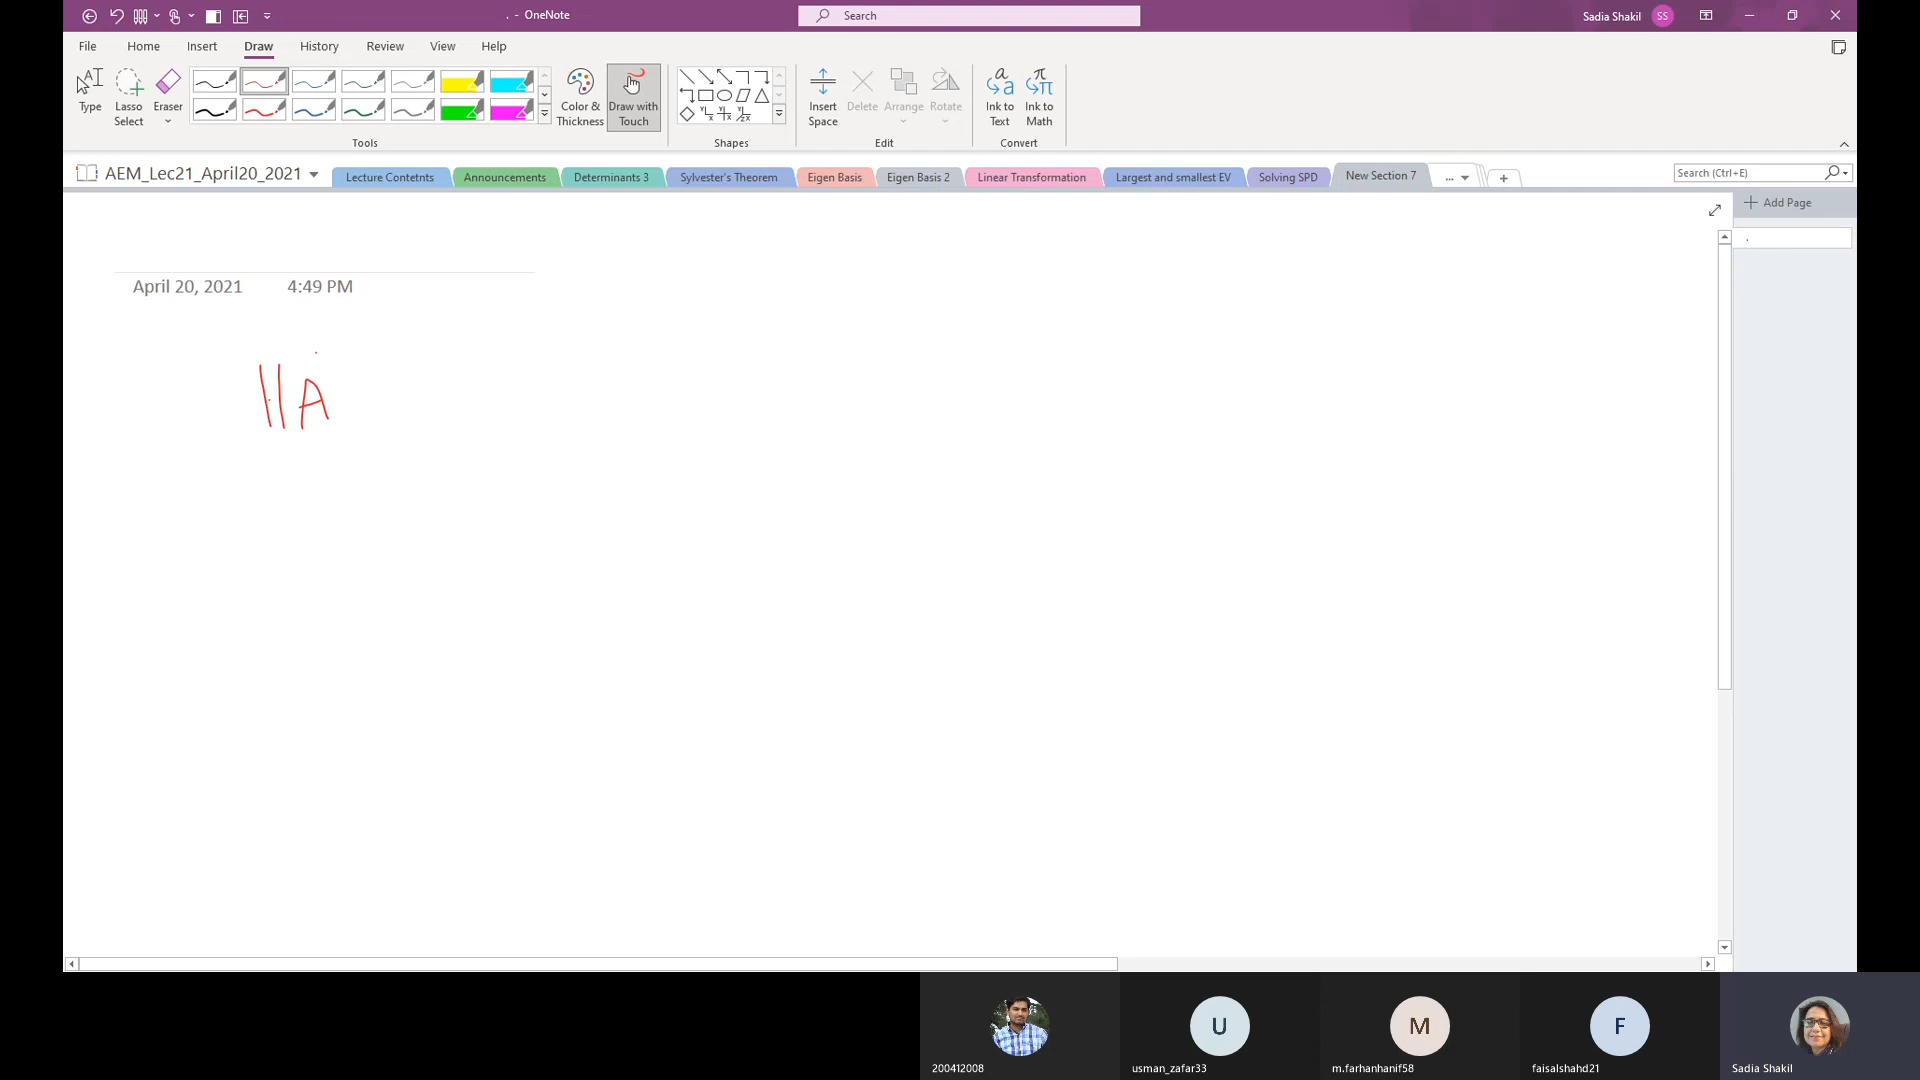 . - OneNote
Search
Sadia Shakil
SS
File Home Insert Draw History Review View Help
Type
Lasso Select
Eraser
Color & Thickness
Draw with Touch
Insert Space
Delete
Arrange
Rotate
Ink to Text
Ink to Math
Tools
Shapes
Edit
Convert
AEM_Lec21_April20_2021
Lecture Contetnts
Announcements
Determinants 3
Sylvester's Theorem
Eigen Basis
Eigen Basis 2
Linear Transformation
Largest and smallest EV
Solving SPD
New Section 7
...
Search (Ctrl+E)
Add Page
.
April 20, 2021 4:49 PM
||A
U
M
F
200412008
usman_zafar33
m.farhanhanif58
faisalshahd21
Sadia Shakil